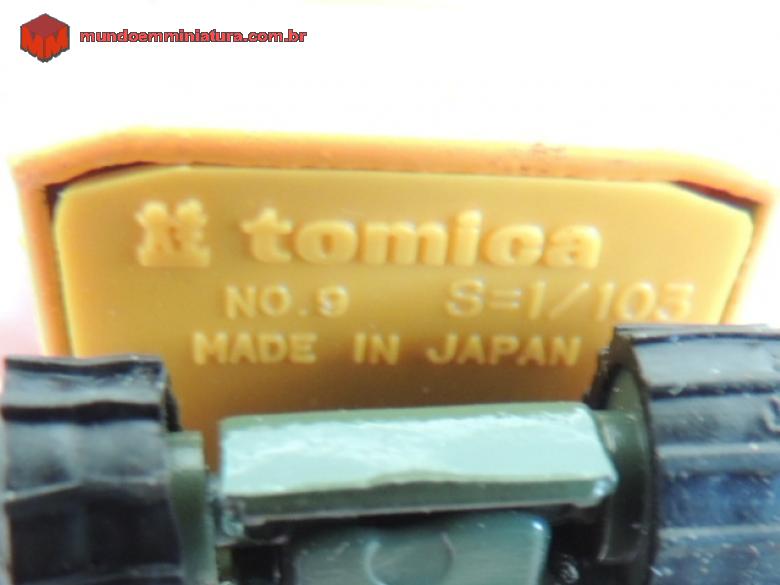 mundoemminiatura.com.br
tomica
NO.9 S=1/103
MADE IN JAPAN